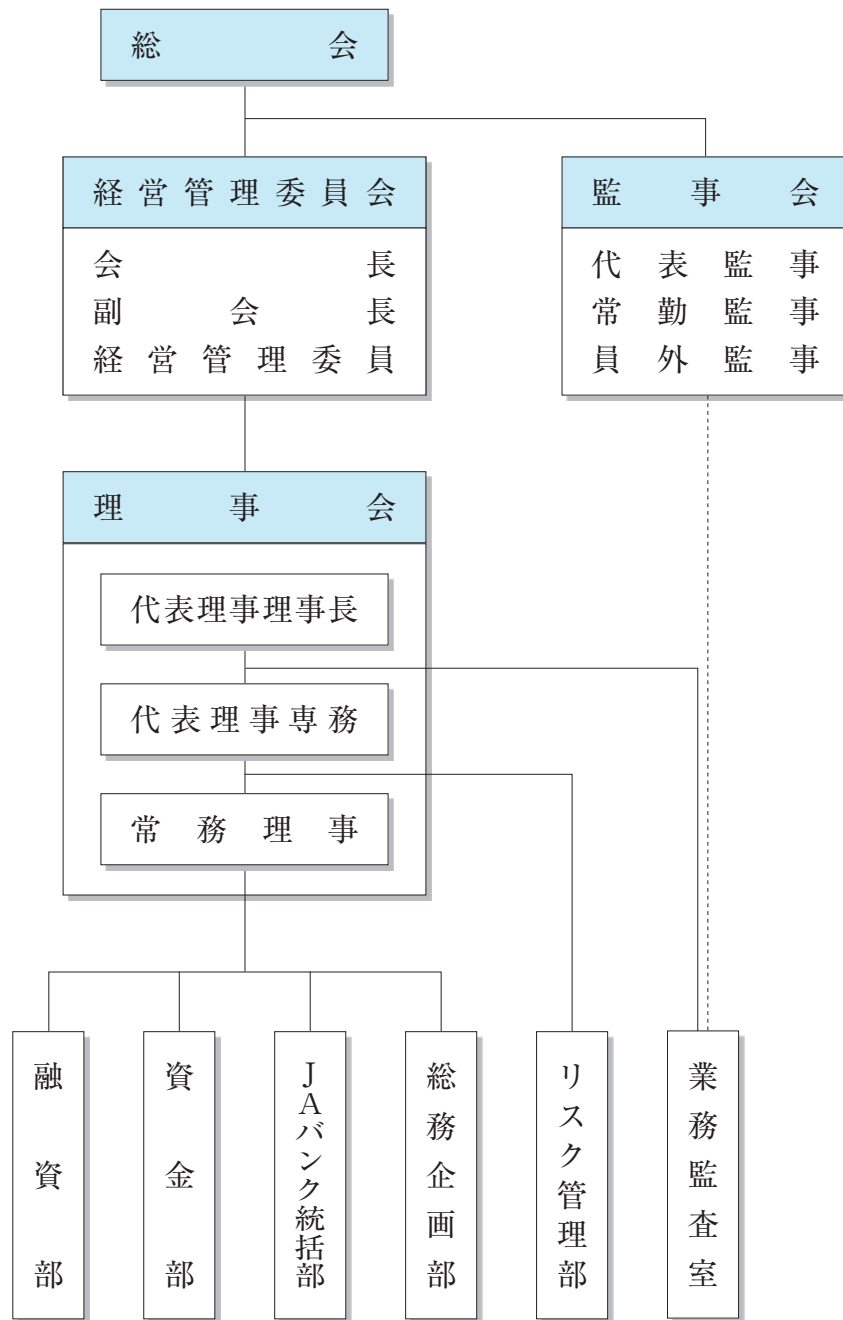 総会
経営管理委員会
会長
副会長
経営管理委員
監事会
代表監事
常勤監事
員外監事
理事会
代表理事理事長
代表理事専務
常務理事
融資部
資金部
JAバンク統括部
総務企画部
リスク管理部
業務監査室